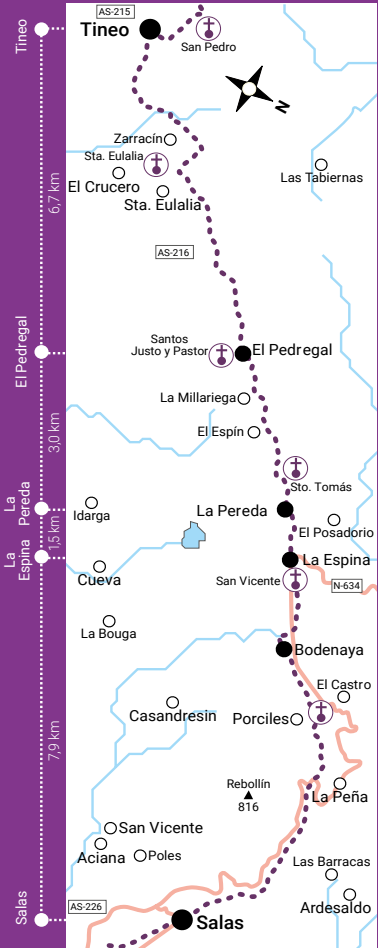 Tineo
6,7 km
El Pedregal
3,0 km
La
Pereda
1,5 km
La
Espina
7,9 km
Salas
AS-215
Tineo
San Pedro
N
Zarracín
Sta. Eulalia
El Crucero
Sta. Eulalia
Las Tabiernas
AS-216
Santos
Justo y Pastor
El Pedregal
La Millariega
El Espín
Sto. Tomás
Idarga
La Pereda
El Posadorio
La Espina
Cueva
San Vicente
N-634
La Bouga
Bodenaya
El Castro
Casandresin
Porciles
Rebollín
816
La Peña
San Vicente
Aciana
Poles
Las Barracas
Ardesaldo
AS-226
Salas